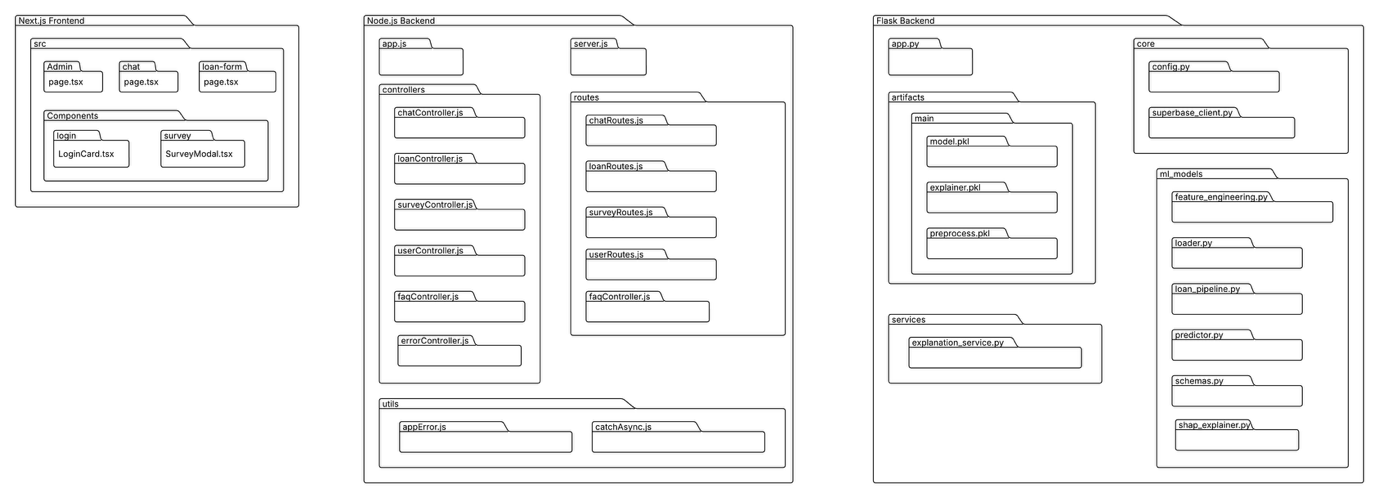 Next.js Frontend
src
Admin
page.tsx
chat
page.tsx
loan-form
page.tsx
Components
login
LoginCard.tsx
survey
SurveyModal.tsx
Node.js Backend
app.js
server.js
controllers
chatController.js
loanController.js
surveyController.js
userController.js
faqController.js
errorController.js
routes
chatRoutes.js
loanRoutes.js
surveyRoutes.js
userRoutes.js
faqController.js
utils
appError.js
catchAsync.js
Flask Backend
app.py
artifacts
main
model.pkl
explainer.pkl
preprocess.pkl
services
explanation_service.py
core
config.py
superbase_client.py
ml_models
feature_engineering.py
loader.py
loan_pipeline.py
predictor.py
schemas.py
shap_explainer.py